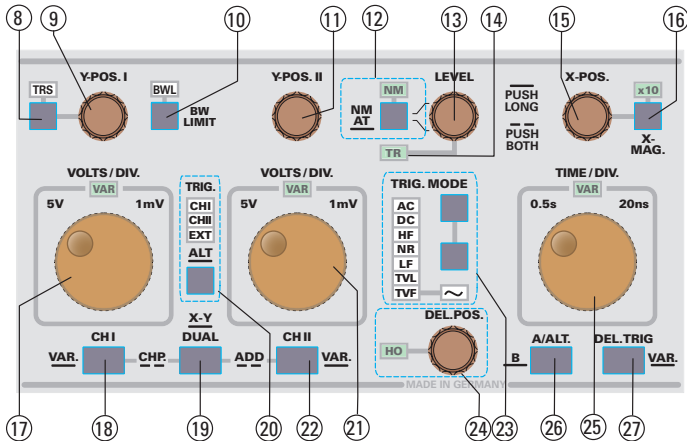 8 9 10 11 12 13 14 15 16
Y-POS. I Y-POS. II LEVEL X-POS.
TRS BWL NM PUSH LONG x10
BW LIMIT
NM AT
PUSH BOTH
X-MAG.
TR
VOLTS / DIV. TRIG. VOLTS / DIV. TRIG. MODE TIME / DIV.
VAR VAR VAR
5V 1mV CHI 5V 1mV AC 0.5s 20ns
CHII DC
EXT HF
ALT NR
LF
TVL
TVF ~
X-Y
CH I DUAL CH II DEL.POS. A/ALT. DEL.TRIG
VAR. CHP. ADD VAR. HO B VAR.
MADE IN GERMANY
17 18 19 20 22 21 24 23 26 25 27